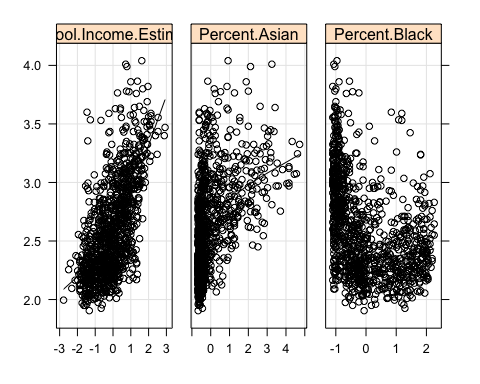 ool.Income.Estim
Percent.Asian
Percent.Black
4.0
3.5
3.0
2.5
2.0
-3 -2 -1 0 1 2 3
0 1 2 3 4
-1 0 1 2